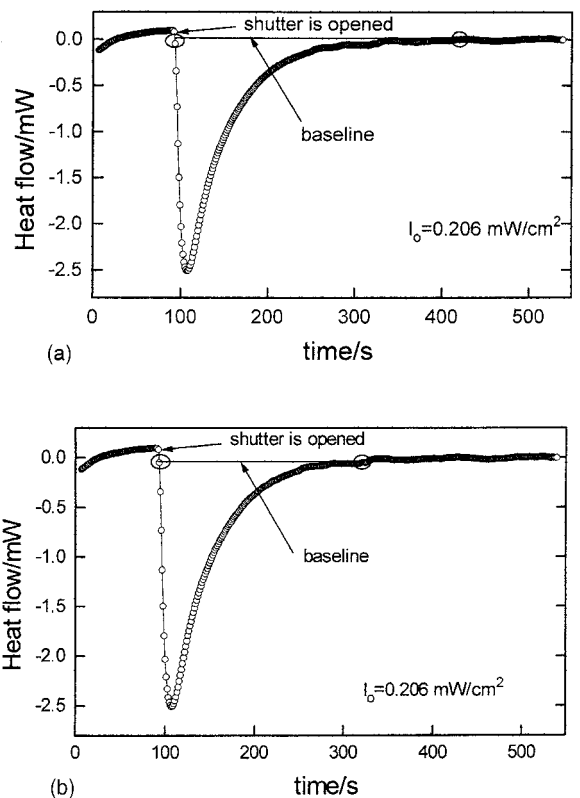 shutter is opened
0.0
-0.5
-1.0
-1.5
-2.0
-2.5
Heat flow/mW
baseline
I₀=0.206 mW/cm²
0 100 200 300 400 500
(a)
time/s
shutter is opened
0.0
-0.5
-1.0
-1.5
-2.0
-2.5
Heat flow/mW
baseline
I₀=0.206 mW/cm²
0 100 200 300 400 500
(b)
time/s